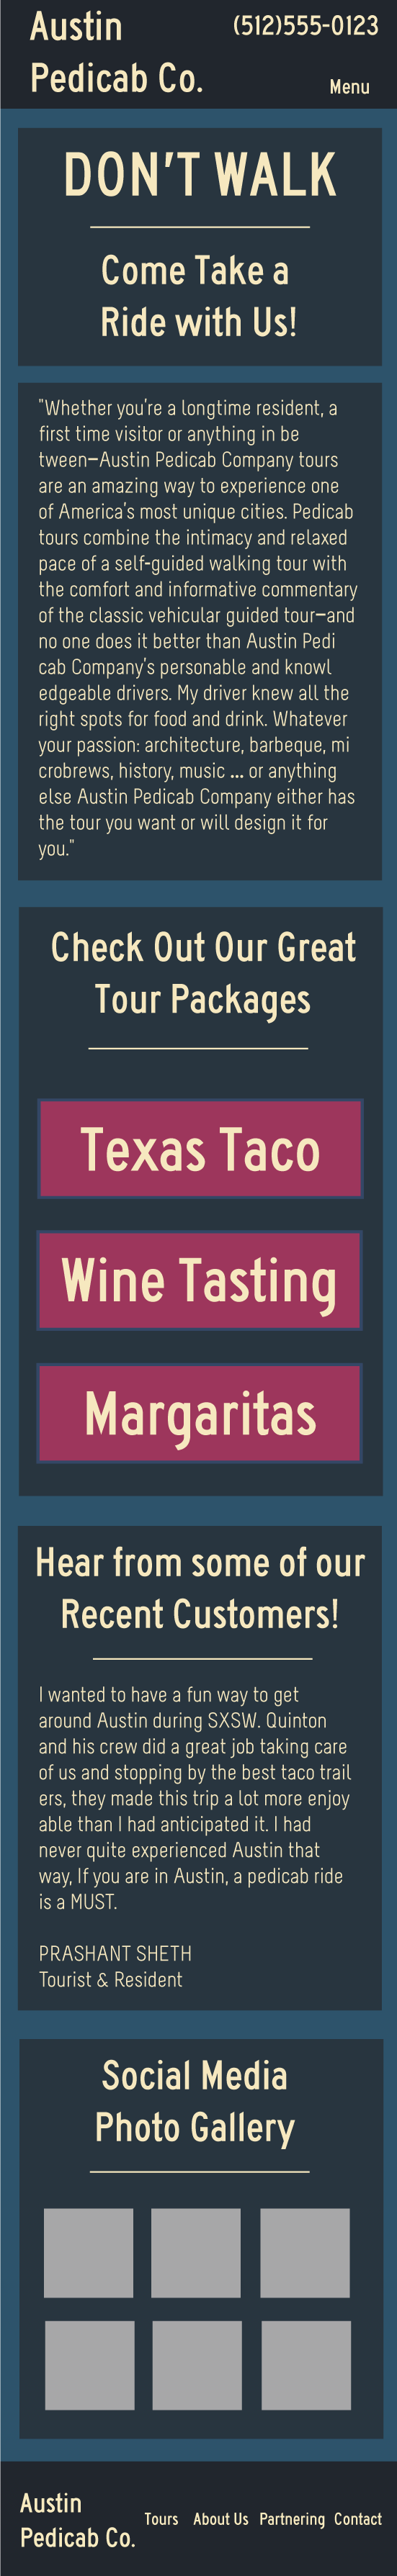 Austin
Pedicab Co.
(512)555-0123
Menu
DON'T WALK
Come Take a
Ride with Us!
"Whether you're a longtime resident, a
first time visitor or anything in be
tween—Austin Pedicab Company tours
are an amazing way to experience one
of America's most unique cities. Pedicab
tours combine the intimacy and relaxed
pace of a self-guided walking tour with
the comfort and informative commentary
of the classic vehicular guided tour—and
no one does it better than Austin Pedi
cab Company's personable and knowl
edgeable drivers. My driver knew all the
right spots for food and drink. Whatever
your passion: architecture, barbeque, mi
crobrews, history, music ... or anything
else Austin Pedicab Company either has
the tour you want or will design it for
you."
Check Out Our Great
Tour Packages
Texas Taco
Wine Tasting
Margaritas
Hear from some of our
Recent Customers!
I wanted to have a fun way to get
around Austin during SXSW. Quinton
and his crew did a great job taking care
of us and stopping by the best taco trail
ers, they made this trip a lot more enjoy
able than I had anticipated it. I had
never quite experienced Austin that
way, If you are in Austin, a pedicab ride
is a MUST.
PRASHANT SHETH
Tourist & Resident
Social Media
Photo Gallery
Austin
Pedicab Co.
Tours About Us Partnering Contact